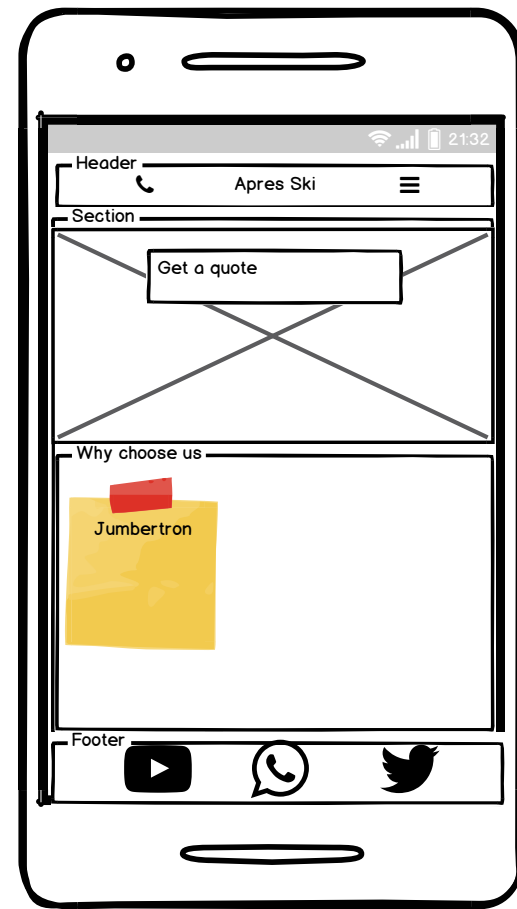 21:32
Header
Apres Ski
Section
Get a quote
Why choose us
Jumbertron
Footer